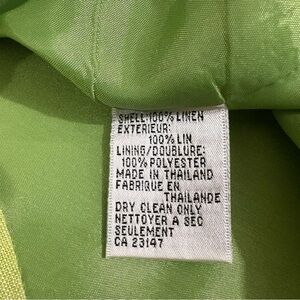 SHELL:100% LINEN
EXTERIEUR:
100% LIN
LINING/DOUBLURE:
100% POLYESTER
MADE IN THAILAND
FABRIQUE EN
THAILANDE
DRY CLEAN ONLY
NETTOYER A SEC
SEULEMENT
CA 23147